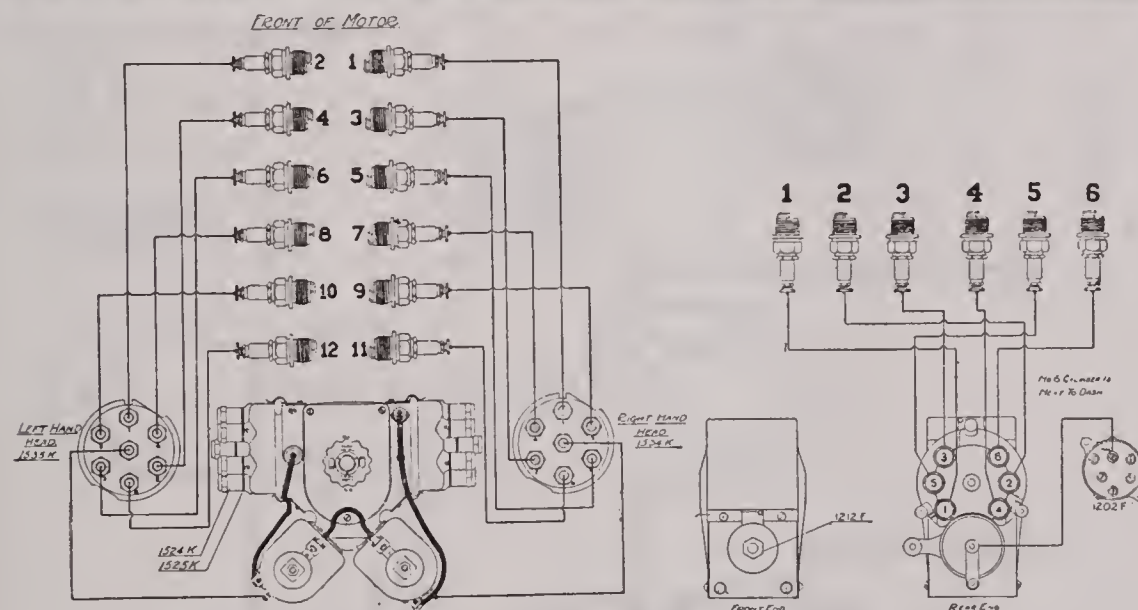 FRONT OF MOTOR
2 1
4 3
6 5
8 7
10 9
12 11
LEFT HAND
HEAD
1535K
RIGHT HAND
HEAD
1534K
1524K
1525K
1 2 3 4 5 6
NO 6 CYLINDER IS
NEXT TO DASH
3 6
5 2
1 4
1212F
1202F
FRONT END
REAR END